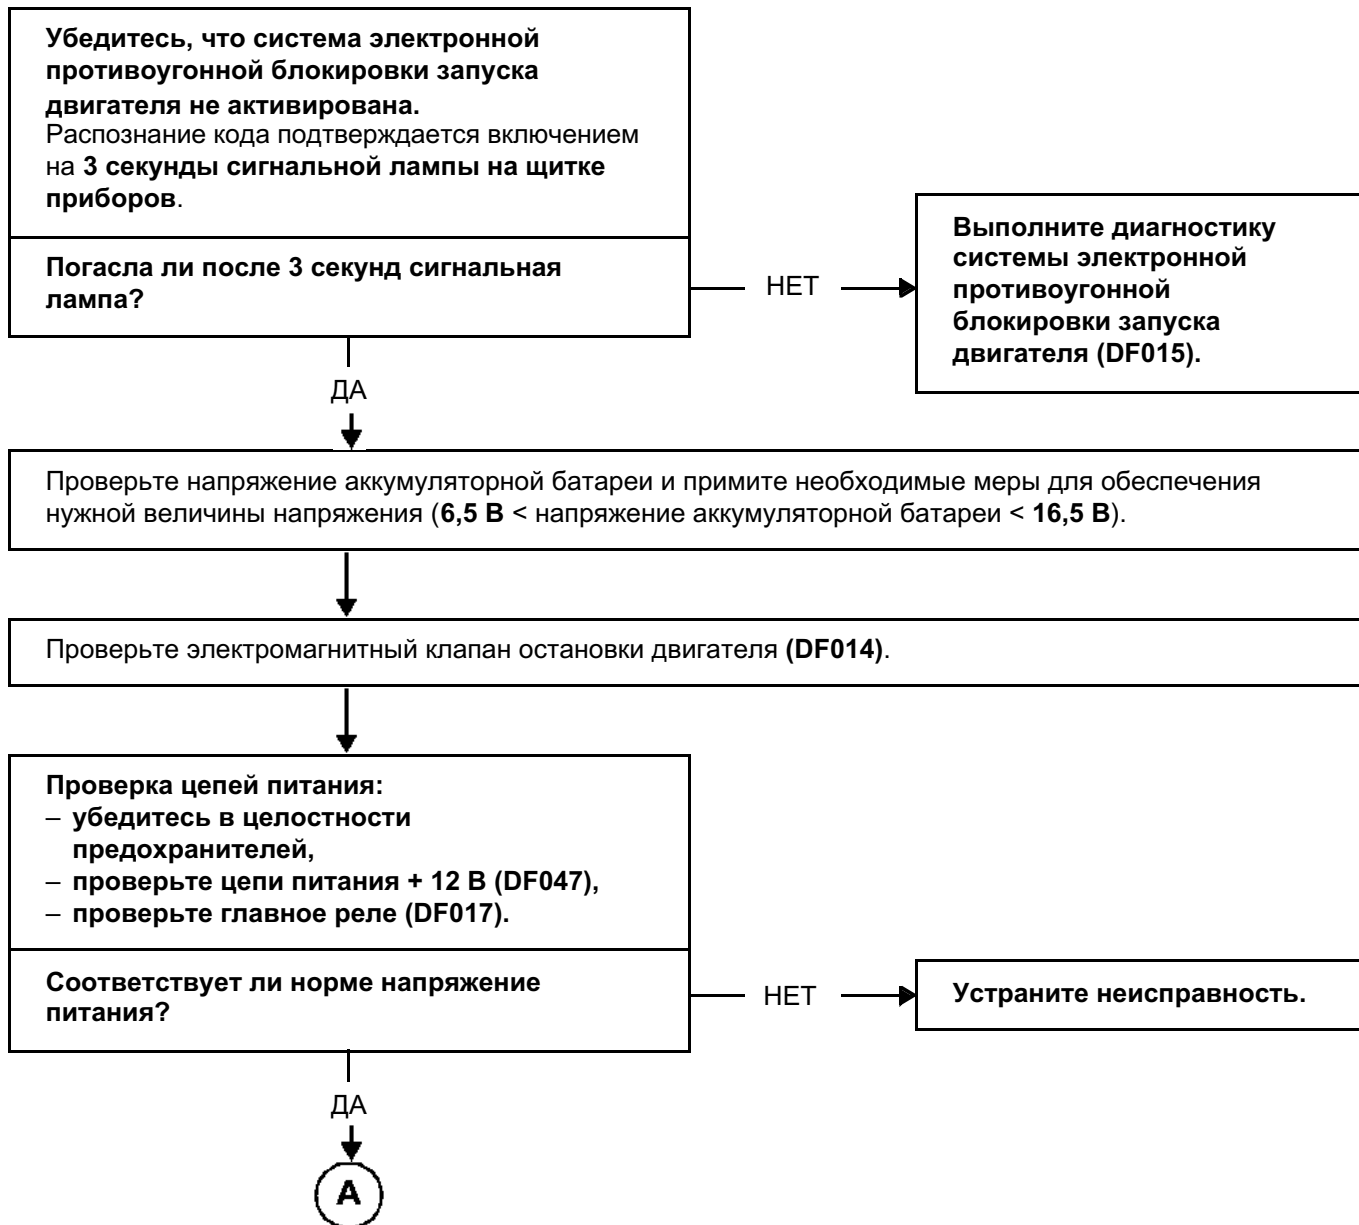 Убедитесь, что система электронной
противоугонной блокировки запуска
двигателя не активирована.
Распознание кода подтверждается включением
на 3 секунды сигнальной лампы на щитке
приборов.
Погасла ли после 3 секунд сигнальная
лампа?
НЕТ
Выполните диагностику
системы электронной
противоугонной
блокировки запуска
двигателя (DF015).
ДА
Проверьте напряжение аккумуляторной батареи и примите необходимые меры для обеспечения
нужной величины напряжения (6,5 В < напряжение аккумуляторной батареи < 16,5 В).
Проверьте электромагнитный клапан остановки двигателя (DF014).
Проверка цепей питания:
– убедитесь в целостности
предохранителей,
– проверьте цепи питания + 12 В (DF047),
– проверьте главное реле (DF017).
Соответствует ли норме напряжение
питания?
НЕТ
Устраните неисправность.
ДА
А